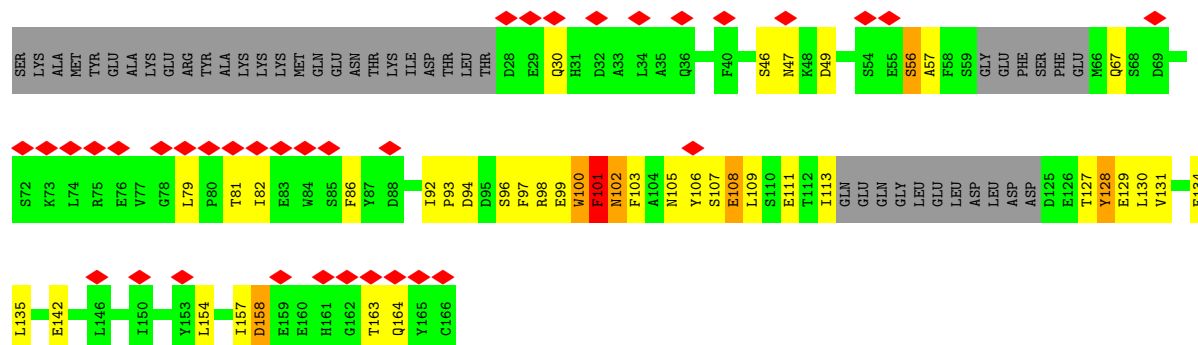 SER LYS ALA MET TYR GLU ALA LYS GLU ARG TYR ALA LYS LYS LYS MET GLN GLU ASN THR LYS ILE ASP THR LEU THR D28 E29 Q30 H31 D32 A33 L34 A35 Q36 F40 S46 N47 K48 D49 S54 E55 S56 A57 F58 S59 GLY GLU PHE SER PHE GLU M66 Q67 S68 D69
S72 K73 L74 R75 E76 V77 G78 L79 P80 T81 I82 E83 W84 S85 F86 Y87 D88 I92 P93 D94 D95 S96 F97 R98 E99 W100 F101 N102 F103 A104 N105 Y106 S107 E108 L109 S110 E111 T112 I113 GLN GLU GLN GLY LEU GLU LEU ASP LEU ASP ASP D125 E126 T127 Y128 E129 L130 V131
L135 E142 L146 I150 Y153 L154 I157 D158 E159 E160 H161 G162 T163 Q164 Y165 C166